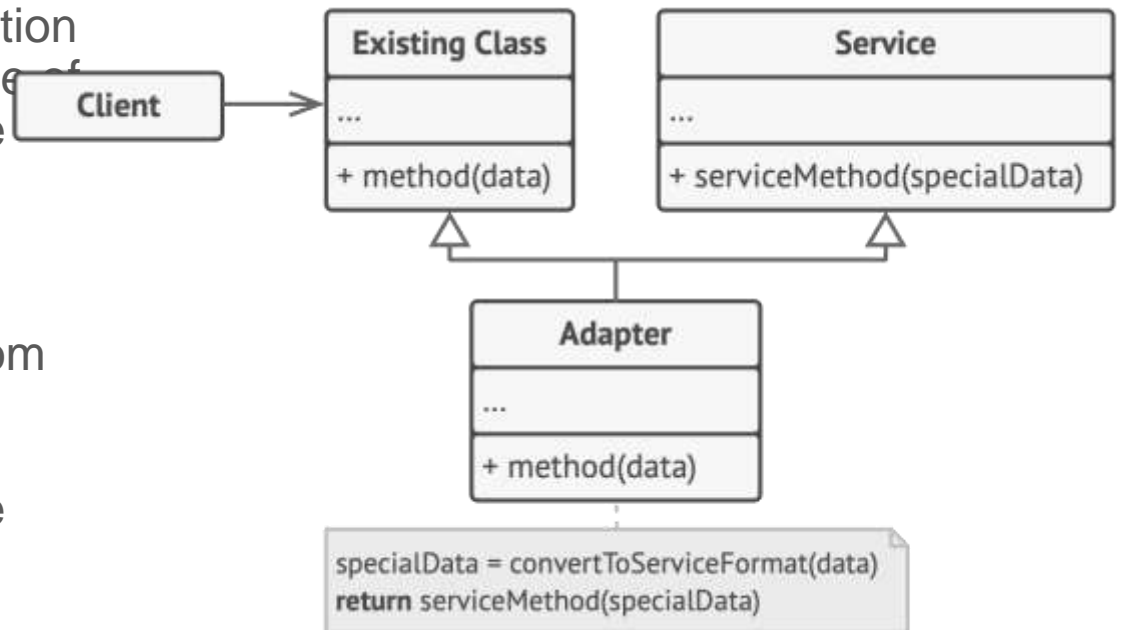 tion
e of
e
om
e
Client
Existing Class
...
+ method(data)
Service
...
+ serviceMethod(specialData)
Adapter
...
+ method(data)
specialData = convertToServiceFormat(data)
return serviceMethod(specialData)